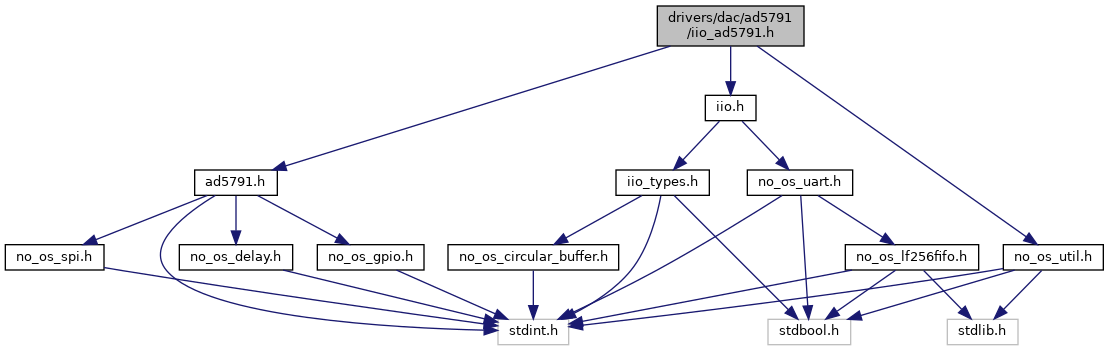 drivers/dac/ad5791
/iio_ad5791.h
iio.h
ad5791.h
iio_types.h
no_os_uart.h
no_os_spi.h
no_os_delay.h
no_os_gpio.h
no_os_circular_buffer.h
no_os_lf256fifo.h
no_os_util.h
stdint.h
stdbool.h
stdlib.h